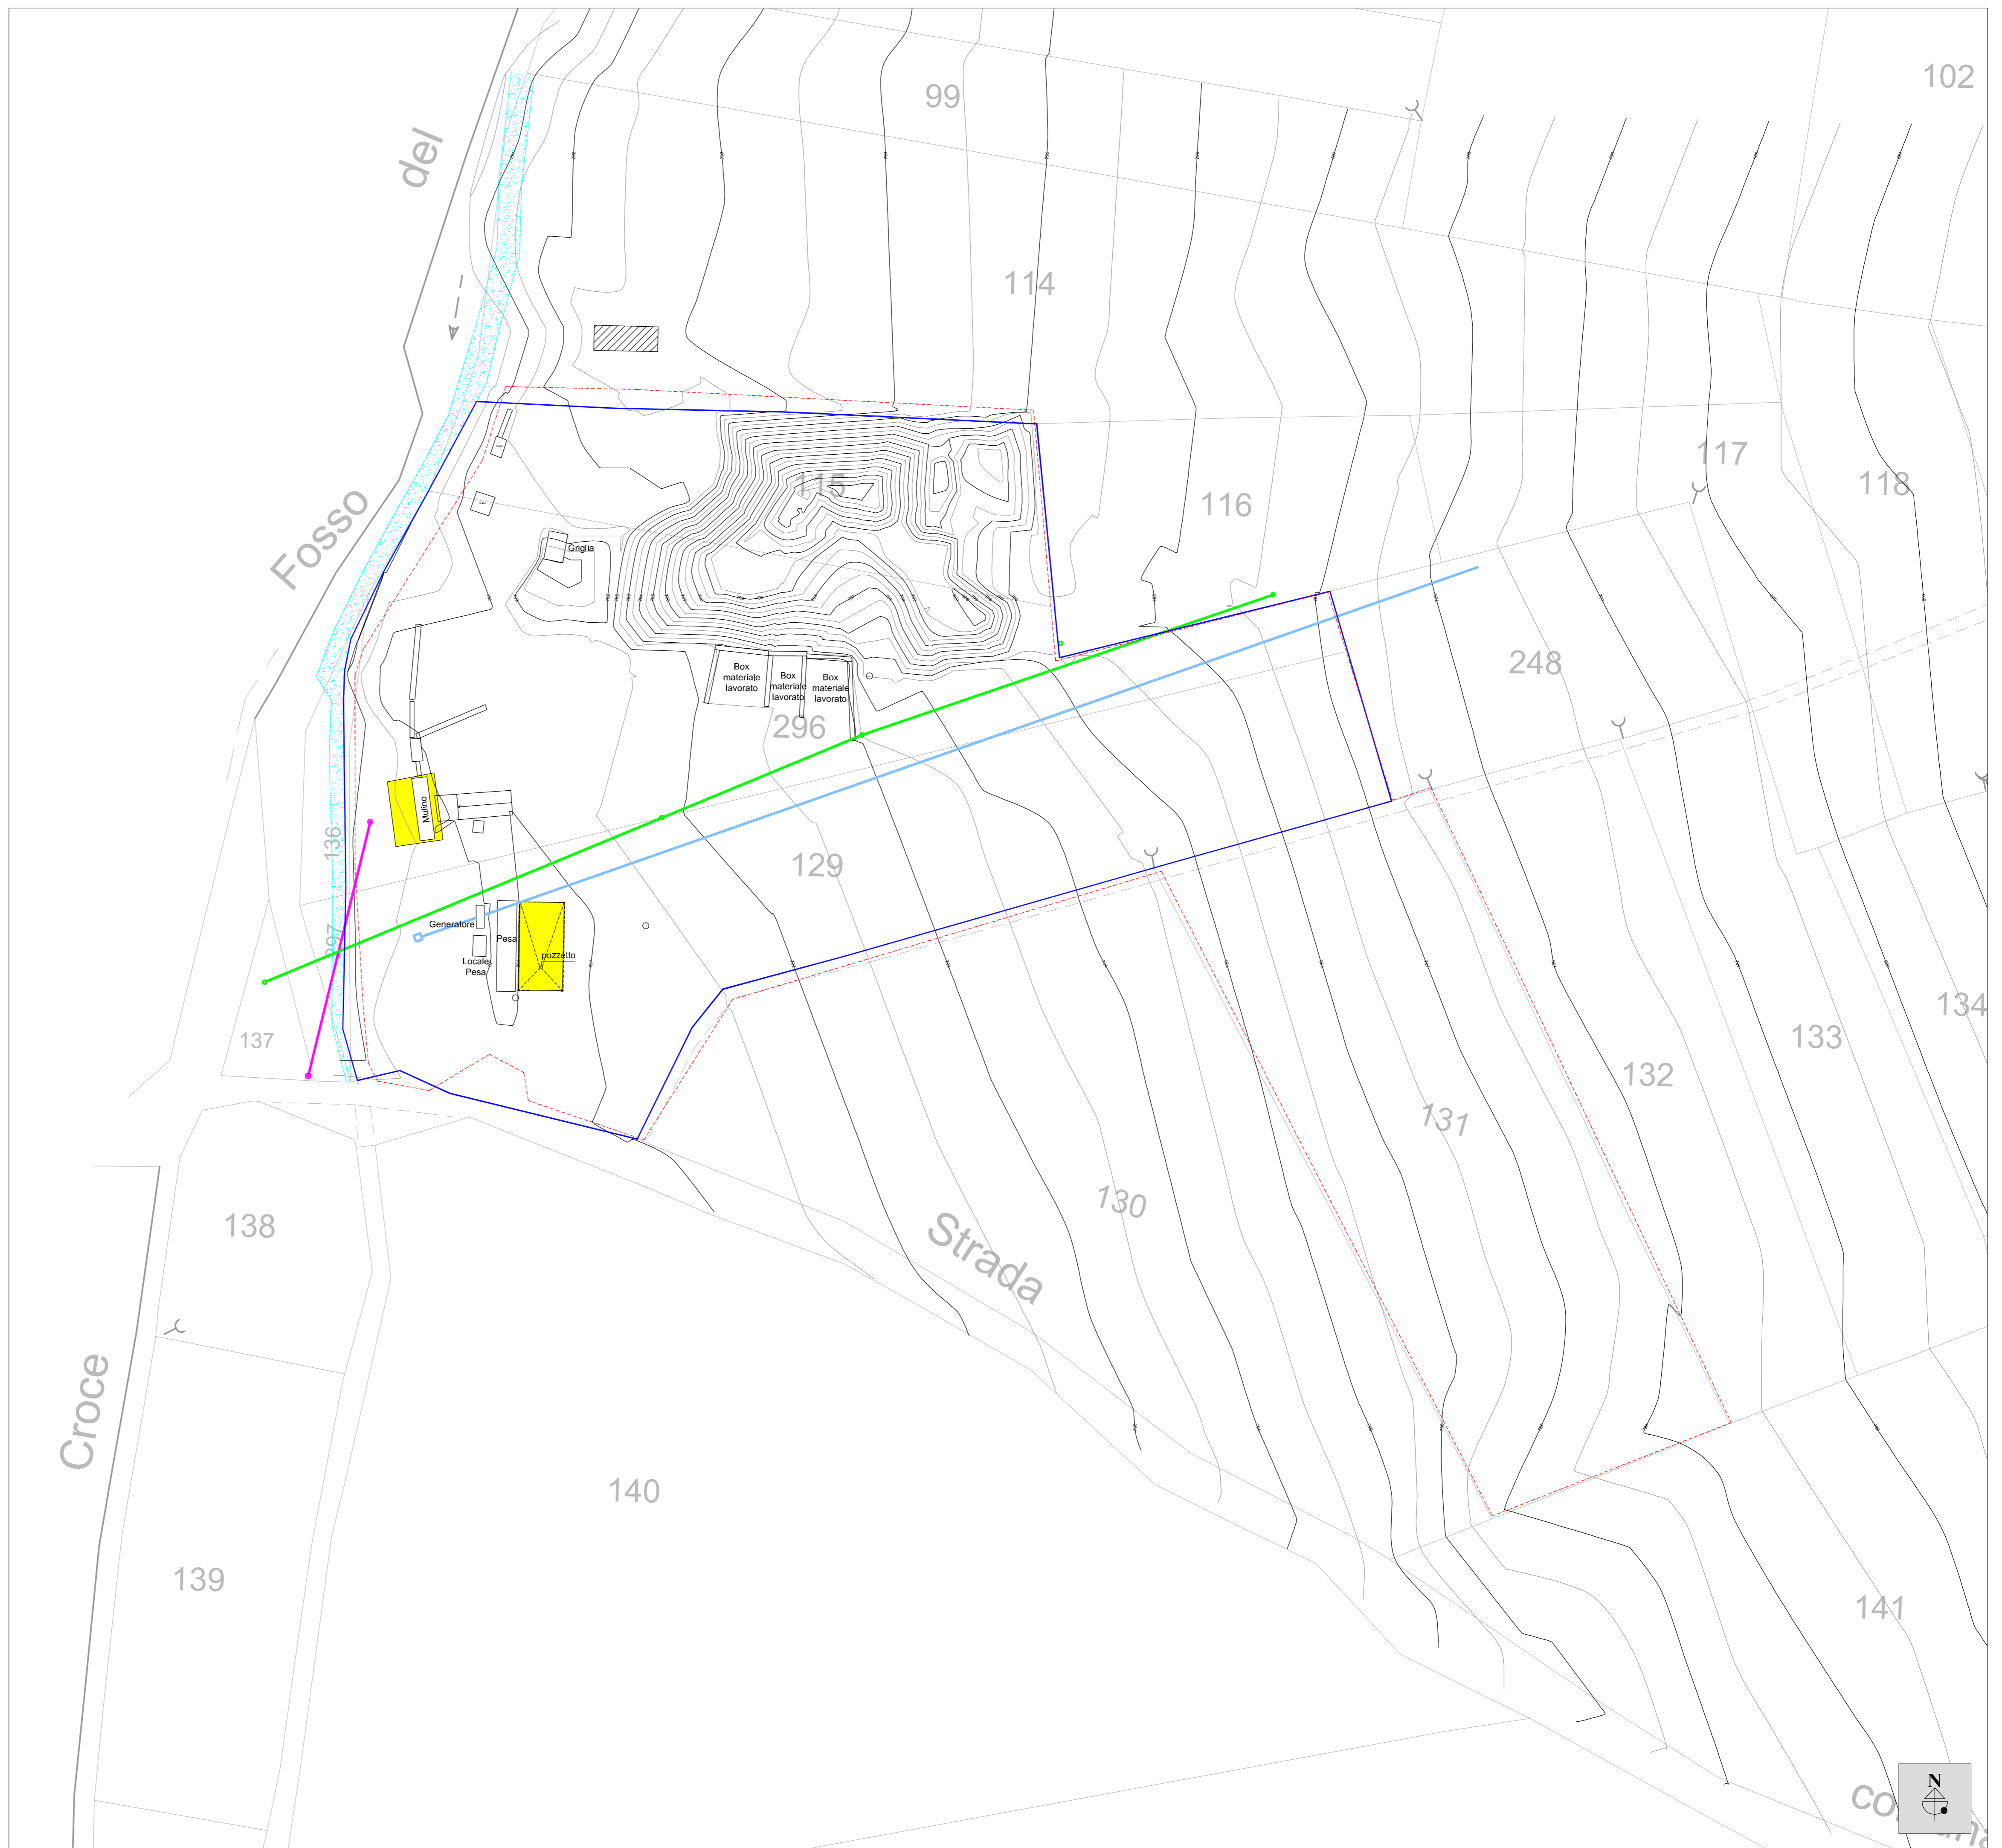 102
99
del
114
117
118
115
116
Fosso
Griglia
248
Box
materiale
lavorato
Box
materiale
lavorato
Box
materiale
lavorato
296
Mulino
136
129
Generatore
Pesa
297
pozzetto
Locale
Pesa
137
134
133
132
131
130
138
Strada
Croce
140
139
141
N